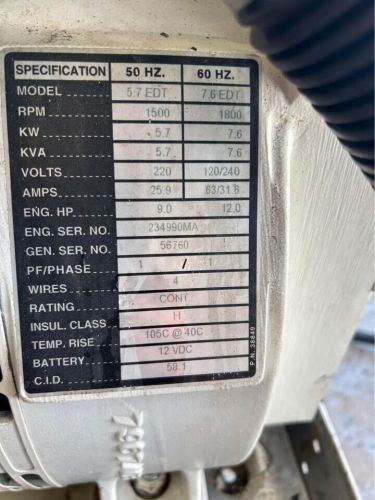 SPECIFICATION 50 HZ. 60 HZ.
MODEL 5.7 EDT 7.6 EDT
RPM 1500 1800
KW 5.7 7.6
KVA 5.7 7.6
VOLTS 220 120/240
AMPS 25.9 63/31.6
ENG. HP 9.0 12.0
ENG. SER. NO. 234990MA
GEN. SER. NO. 56760
PF/PHASE 1 / 1
WIRES 4
RATING CONT
INSUL. CLASS H
TEMP. RISE 105C @ 40C
BATTERY 12 VDC
C.I.D. 58.1
P.N. 38849